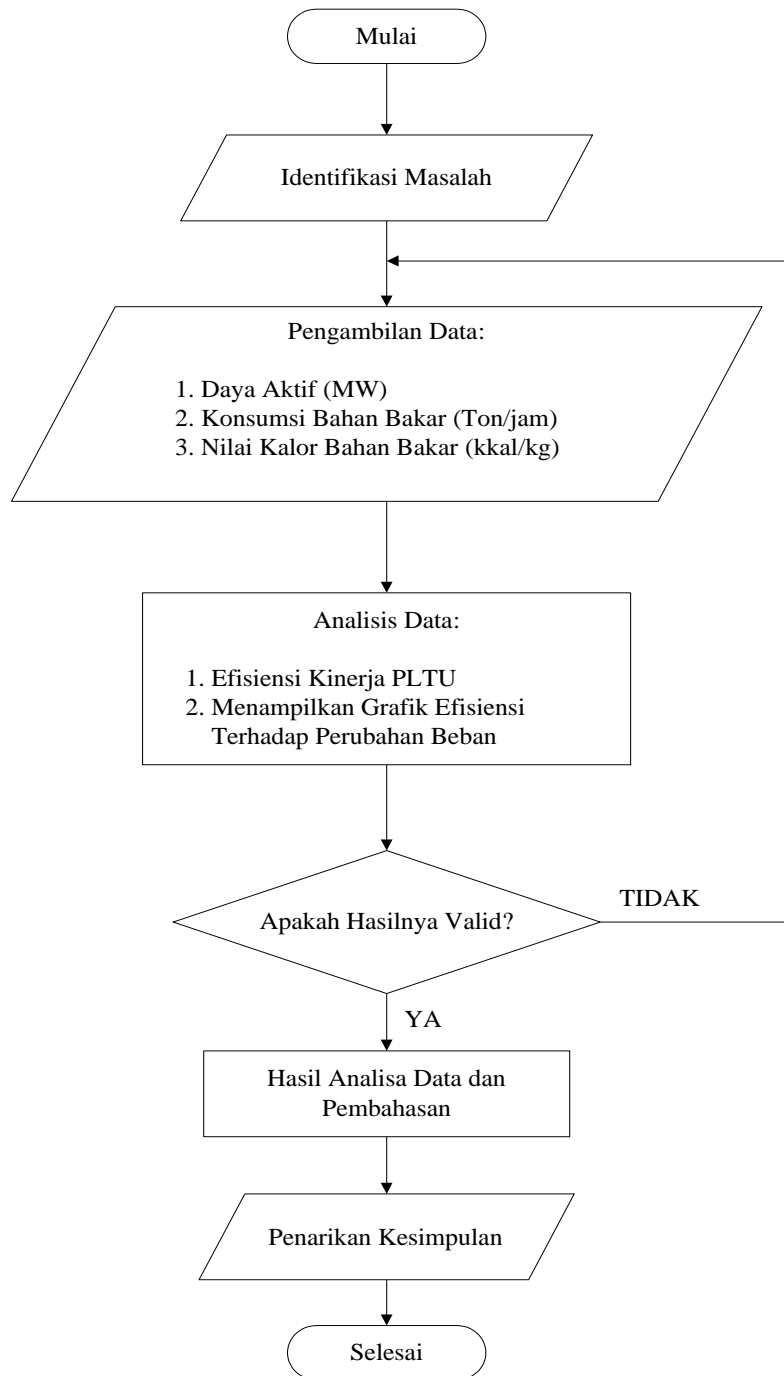 Mulai
Identifikasi Masalah
Pengambilan Data:
1. Daya Aktif (MW)
2. Konsumsi Bahan Bakar (Ton/jam)
3. Nilai Kalor Bahan Bakar (kkal/kg)
Analisis Data:
1. Efisiensi Kinerja PLTU
2. Menampilkan Grafik Efisiensi
Terhadap Perubahan Beban
Apakah Hasilnya Valid?
TIDAK
YA
Hasil Analisa Data dan
Pembahasan
Penarikan Kesimpulan
Selesai